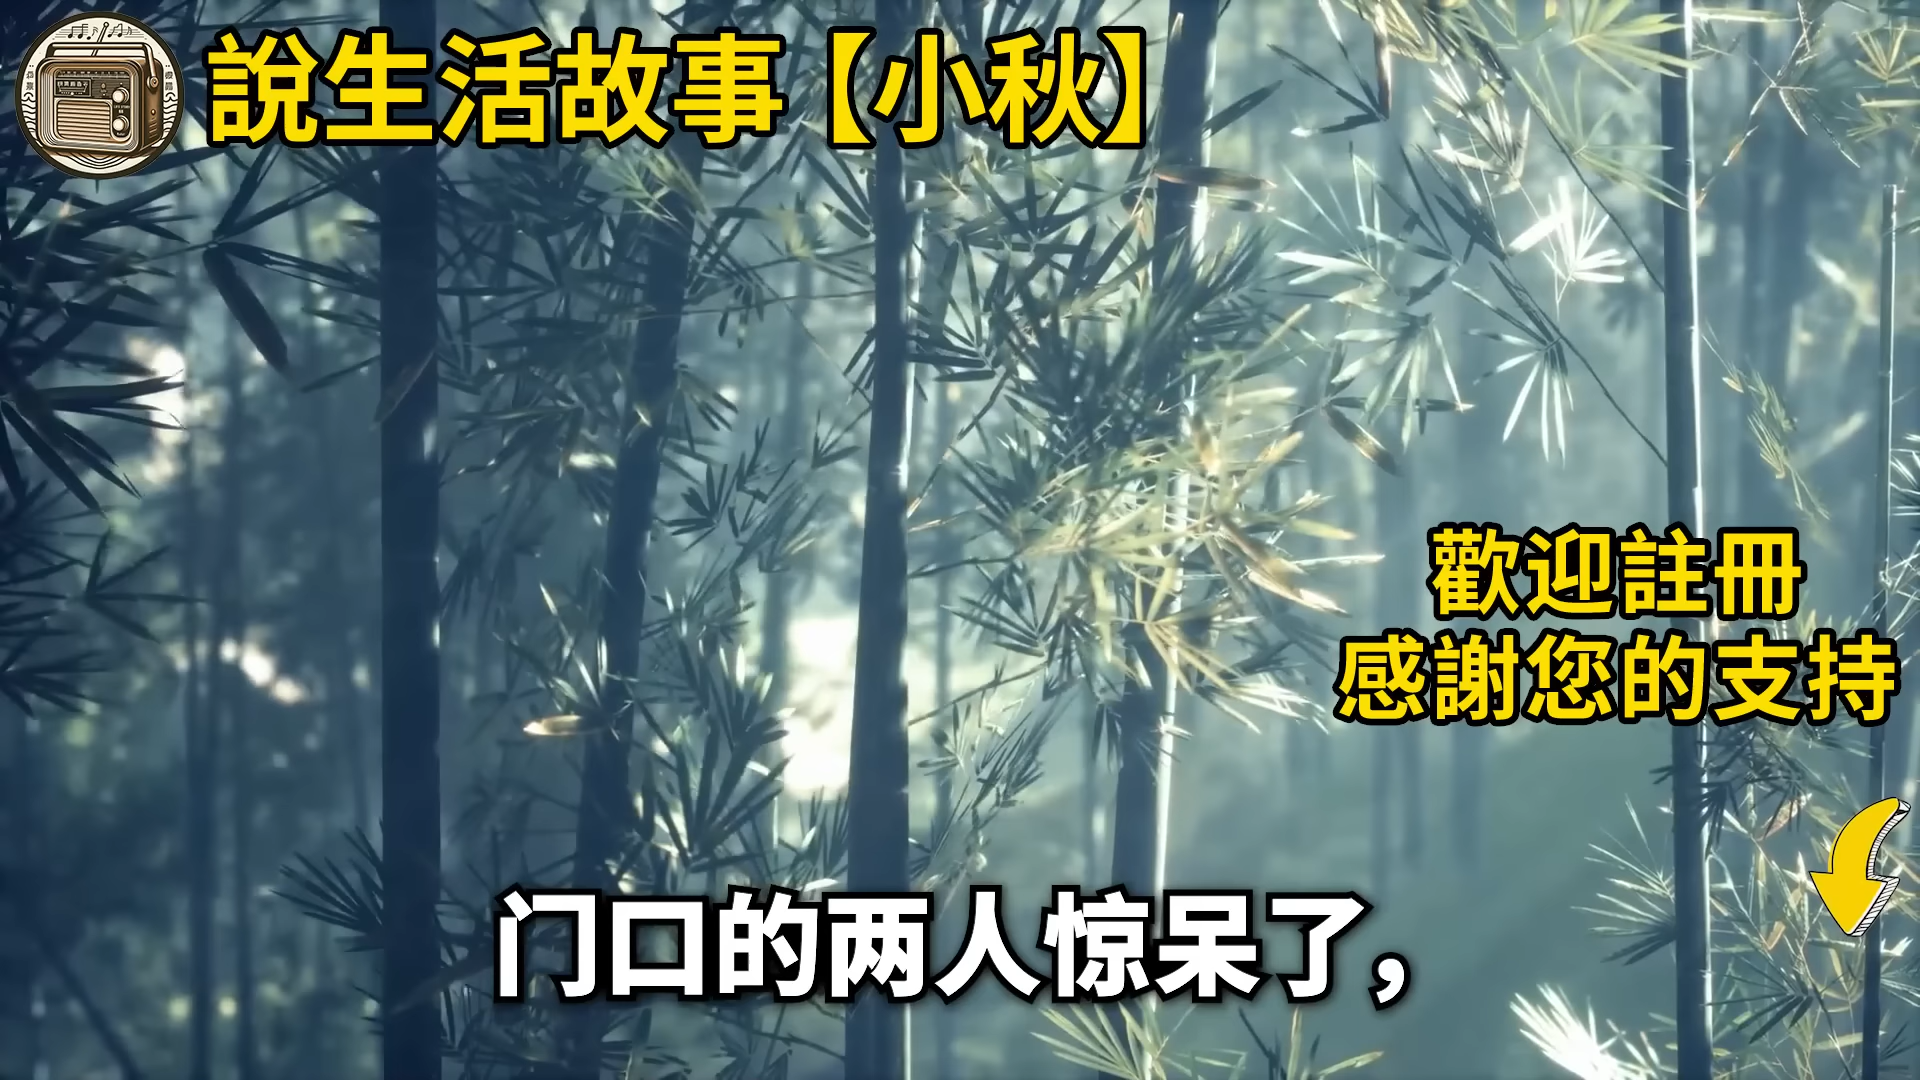 說生活故事【小秋】
歡迎註冊
感謝您的支持
门口的两人惊呆了，